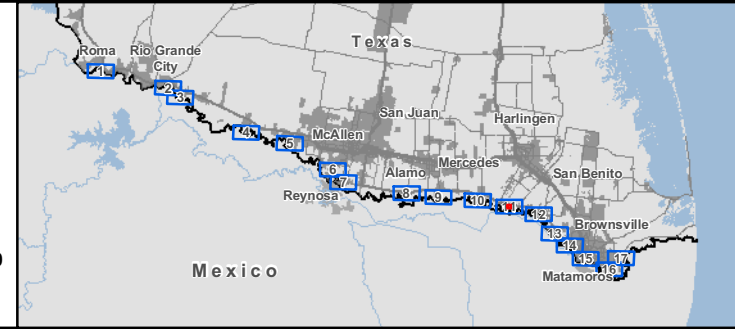 Texas
Roma
Rio Grande
City
1
2
3
San Juan
Harlingen
4
McAllen
5
Mercedes
6
Alamo
San Benito
7
Reynosa
8
9
10
11
12
Brownsville
13
14
Mexico
15
17
16
Matamoros